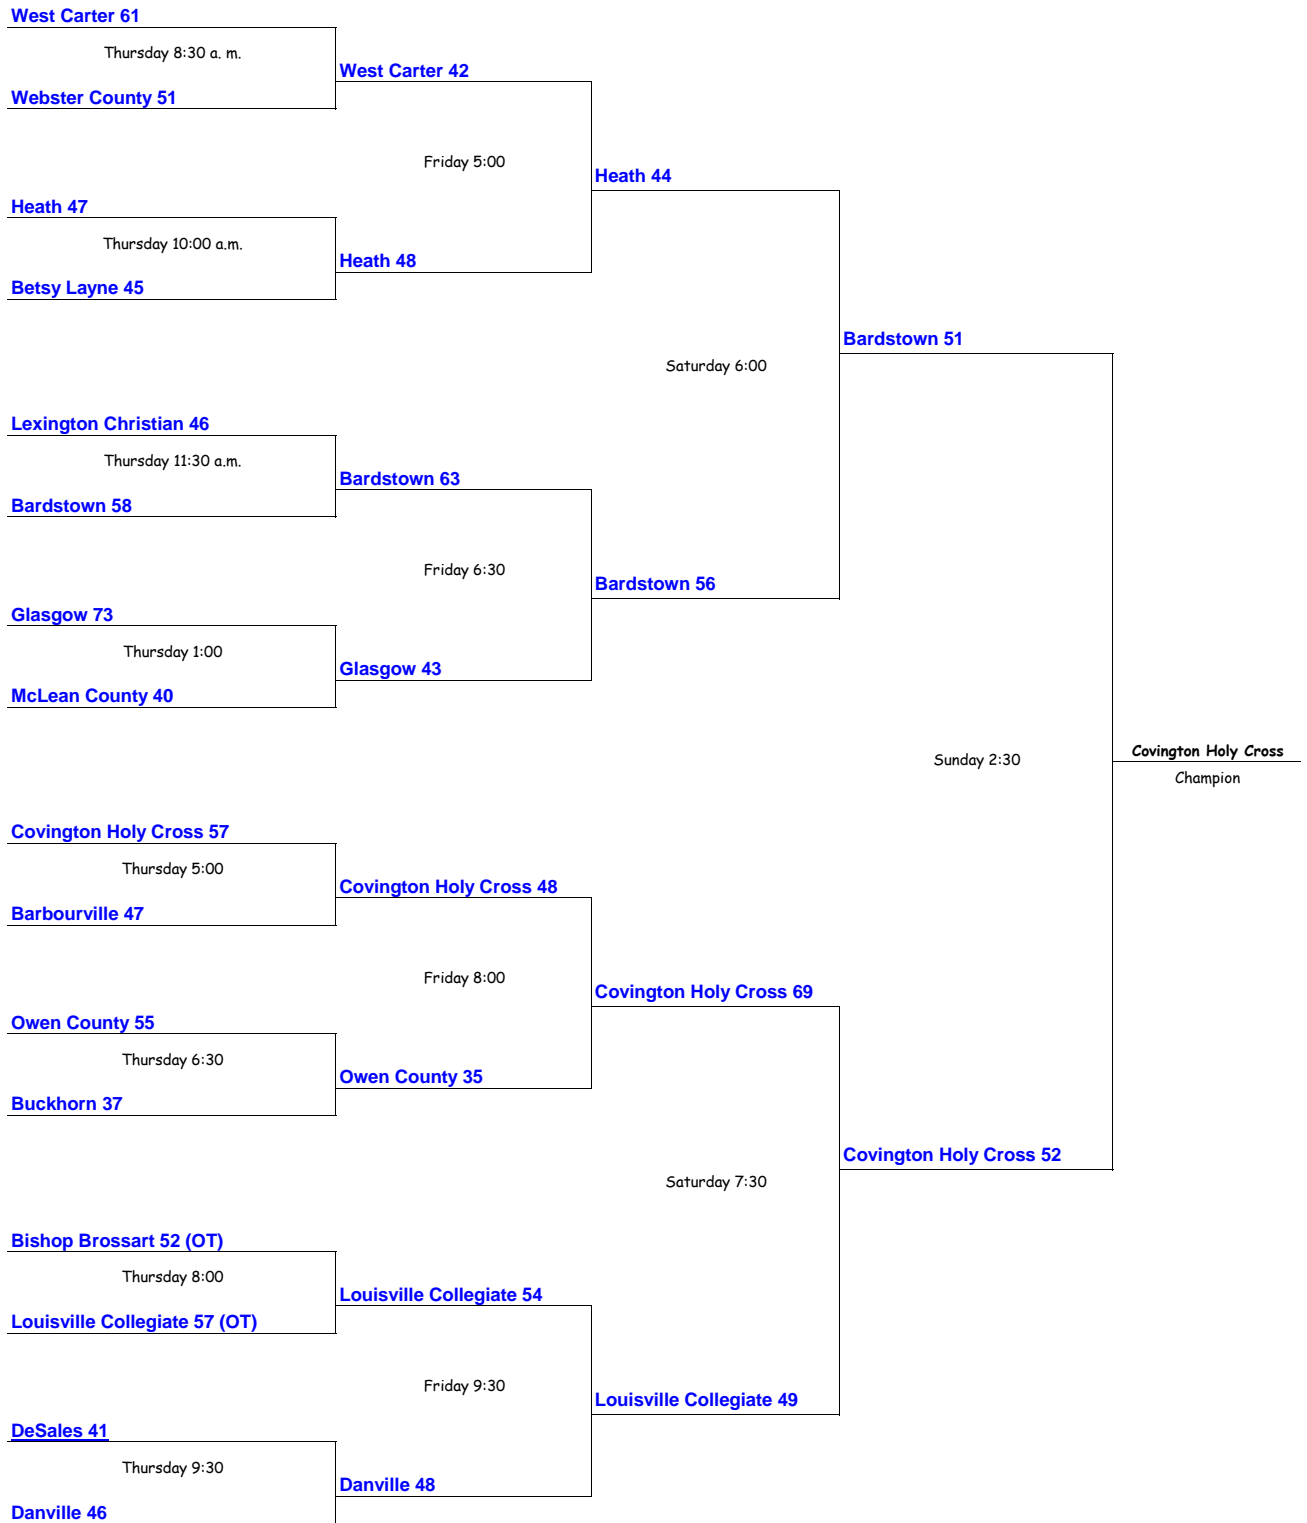 West Carter 61
Thursday 8:30 a. m.
West Carter 42
Webster County 51
Friday 5:00
Heath 44
Heath 47
Thursday 10:00 a.m.
Heath 48
Betsy Layne 45
Bardstown 51
Saturday 6:00
Lexington Christian 46
Thursday 11:30 a.m.
Bardstown 63
Bardstown 58
Friday 6:30
Bardstown 56
Glasgow 73
Thursday 1:00
Glasgow 43
McLean County 40
Covington Holy Cross
Sunday 2:30
Champion
Covington Holy Cross 57
Thursday 5:00
Covington Holy Cross 48
Barbourville 47
Friday 8:00
Covington Holy Cross 69
Owen County 55
Thursday 6:30
Owen County 35
Buckhorn 37
Covington Holy Cross 52
Saturday 7:30
Bishop Brossart 52 (OT)
Thursday 8:00
Louisville Collegiate 54
Louisville Collegiate 57 (OT)
Friday 9:30
Louisville Collegiate 49
DeSales 41
Thursday 9:30
Danville 48
Danville 46